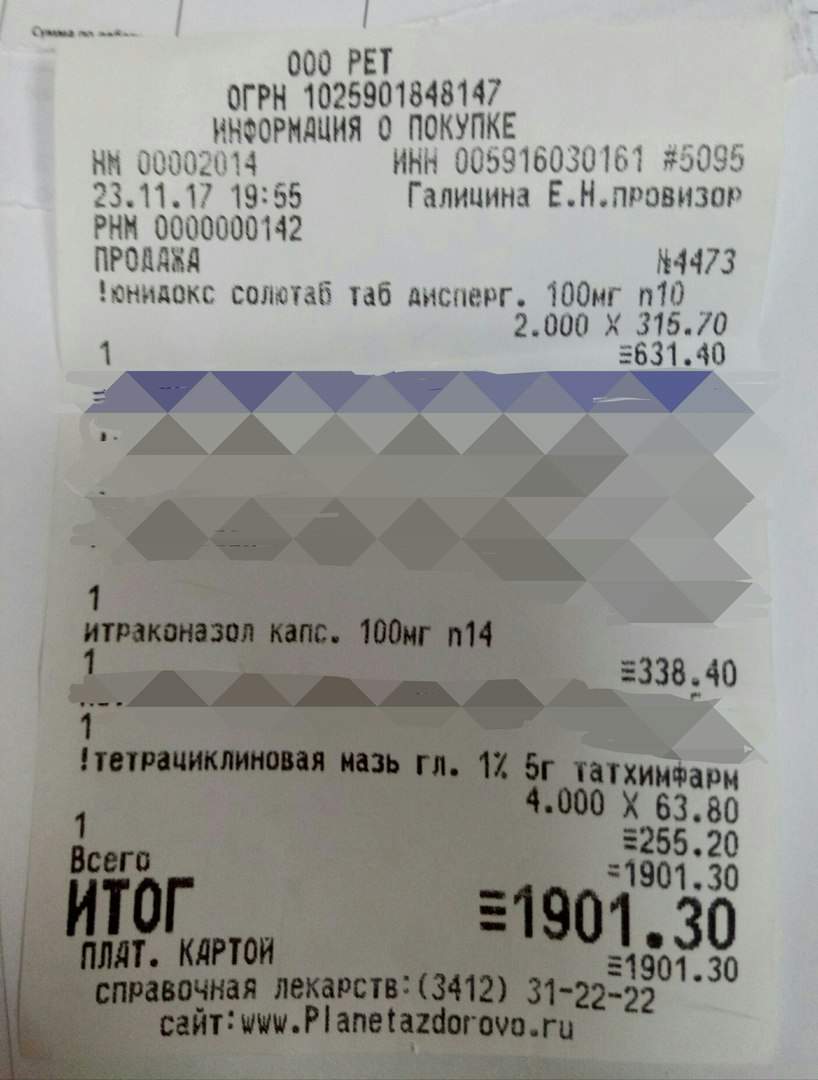 ООО РЕТ
ОГРН 1025901848147
ИНФОРМАЦИЯ О ПОКУПКЕ
НМ 00002014 ИНН 005916030161 #5095
23.11.17 19:55 Галицина Е.Н.провизор
РНМ 0000000142
ПРОДАЖА №4473
!юнидокс солютаб таб дисперг. 100мг n10
2.000 X 315.70
1 ≡631.40
1
итраконазол капс. 100мг n14
1 ≡338.40
1
!тетрациклиновая мазь гл. 1% 5г татхимфарм
4.000 X 63.80
1 ≡255.20
Всего =1901.30
ИТОГ ≡1901.30
ПЛАТ. КАРТОЙ ≡1901.30
справочная лекарств:(3412) 31-22-22
сайт:www.Planetazdorovo.ru